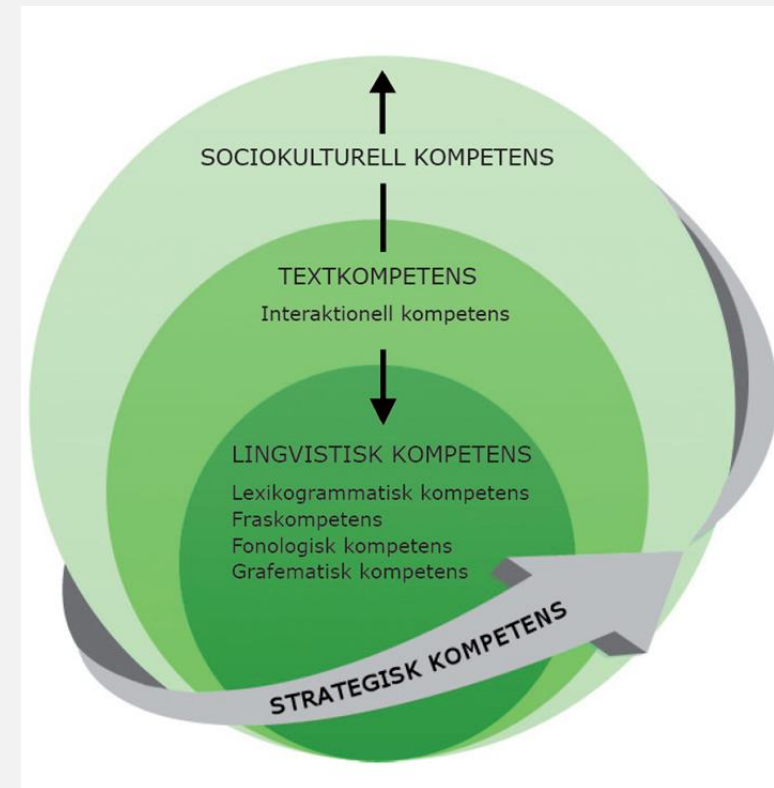 SOCIOKULTURELL KOMPETENS
TEXTKOMPETENS
Interaktionell kompetens
LINGVISTISK KOMPETENS
Lexikogrammatisk kompetens
Fraskompetens
Fonologisk kompetens
Grafematisk kompetens
STRATEGISK KOMPETENS